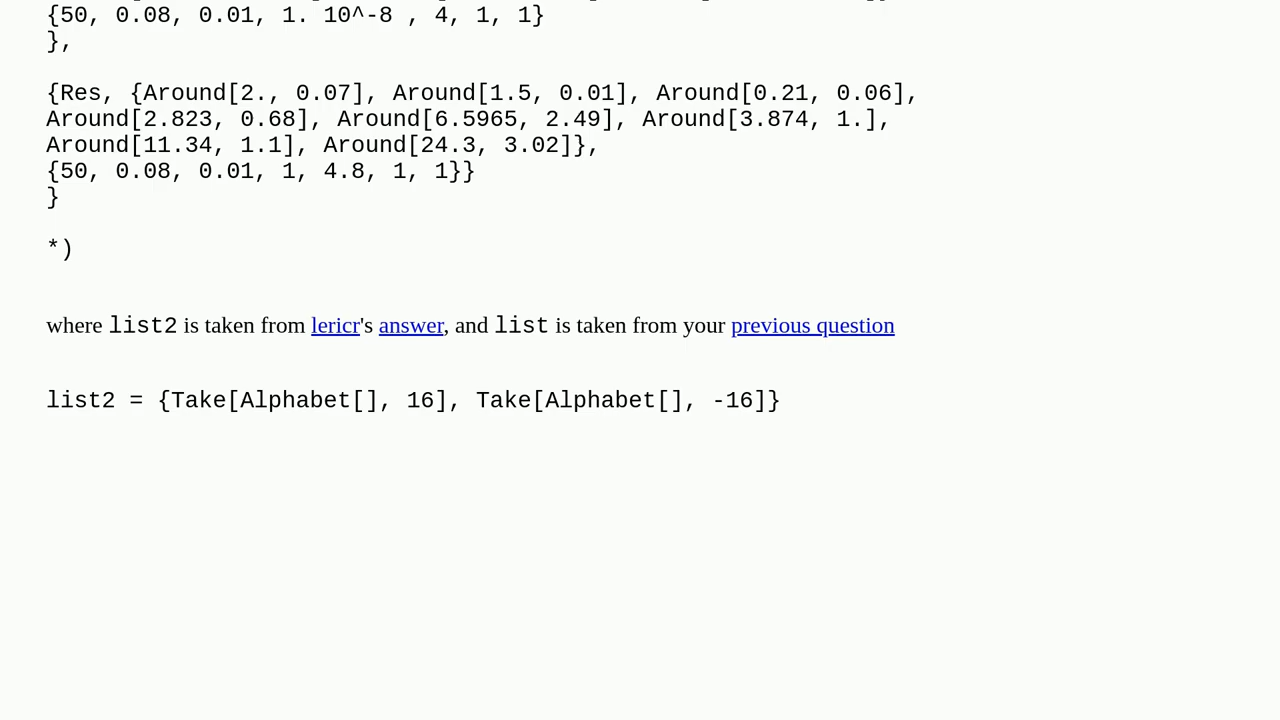 {50, 0.08, 0.01, 1. 10^-8 , 4, 1, 1}
},
{Res, {Around[2., 0.07], Around[1.5, 0.01], Around[0.21, 0.06],
Around[2.823, 0.68], Around[6.5965, 2.49], Around[3.874, 1.],
Around[11.34, 1.1], Around[24.3, 3.02]},
{50, 0.08, 0.01, 1, 4.8, 1, 1}}
}
*)
where list2 is taken from lericr's answer, and list is taken from your previous question
list2 = {Take[Alphabet[], 16], Take[Alphabet[], -16]}